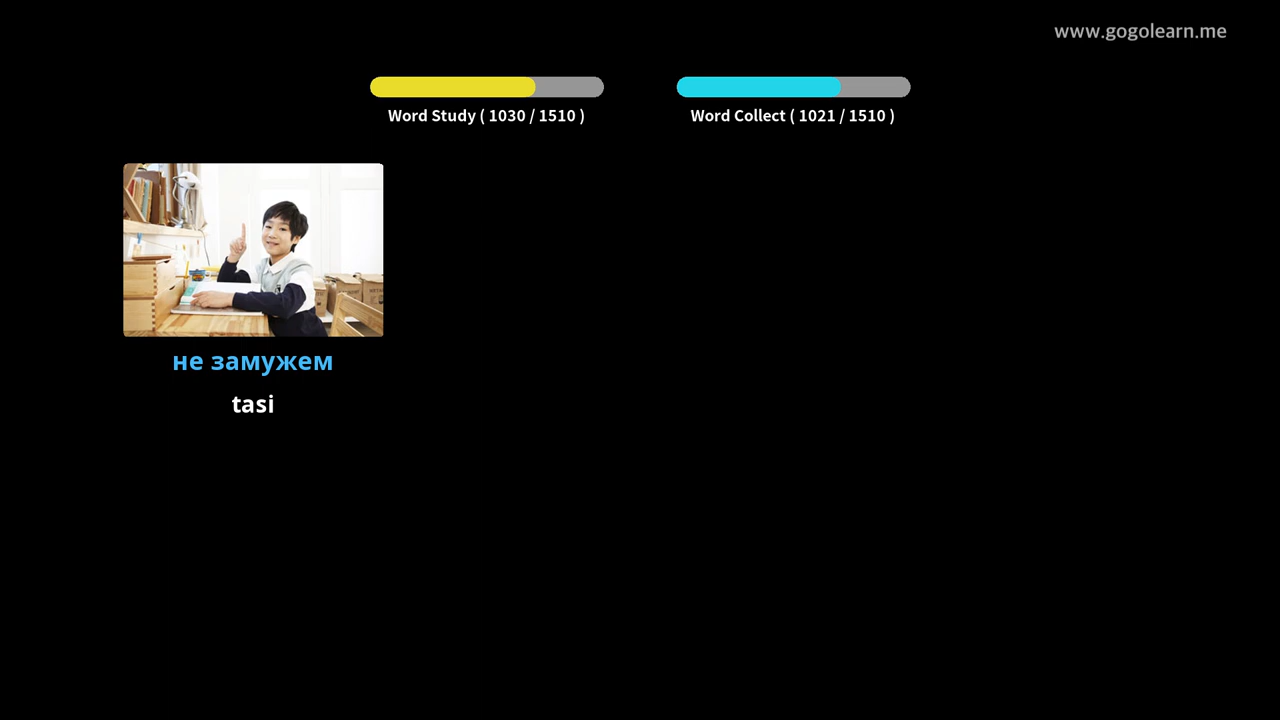 www.gogolearn.me
Word Study ( 1030 / 1510 )
Word Collect ( 1021 / 1510 )
не замужем
tasi